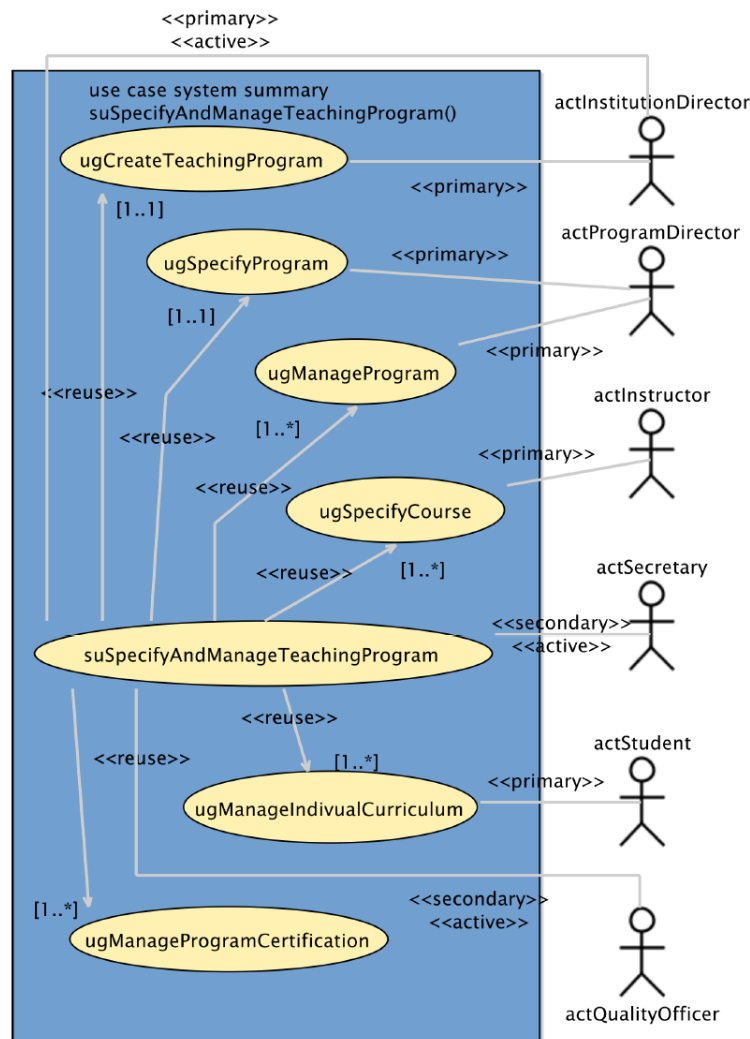 <<primary>>
<<active>>
use case system summary
suSpecifyAndManageTeachingProgram()
actInstitutionDirector
ugCreateTeachingProgram
<<primary>>
[1..1]
actProgramDirector
<<primary>>
ugSpecifyProgram
[1..1]
<<primary>>
ugManageProgram
<<reuse>>
actInstructor
[1..*]
<<reuse>>
<<primary>>
<<reuse>>
ugSpecifyCourse
<<reuse>>
[1..*]
actSecretary
<<secondary>>
<<active>>
suSpecifyAndManageTeachingProgram
<<reuse>>
actStudent
<<reuse>>
[1..*]
<<primary>>
ugManageIndivualCurriculum
<<secondary>>
<<active>>
[1..*]
ugManageProgramCertification
actQualityOfficer